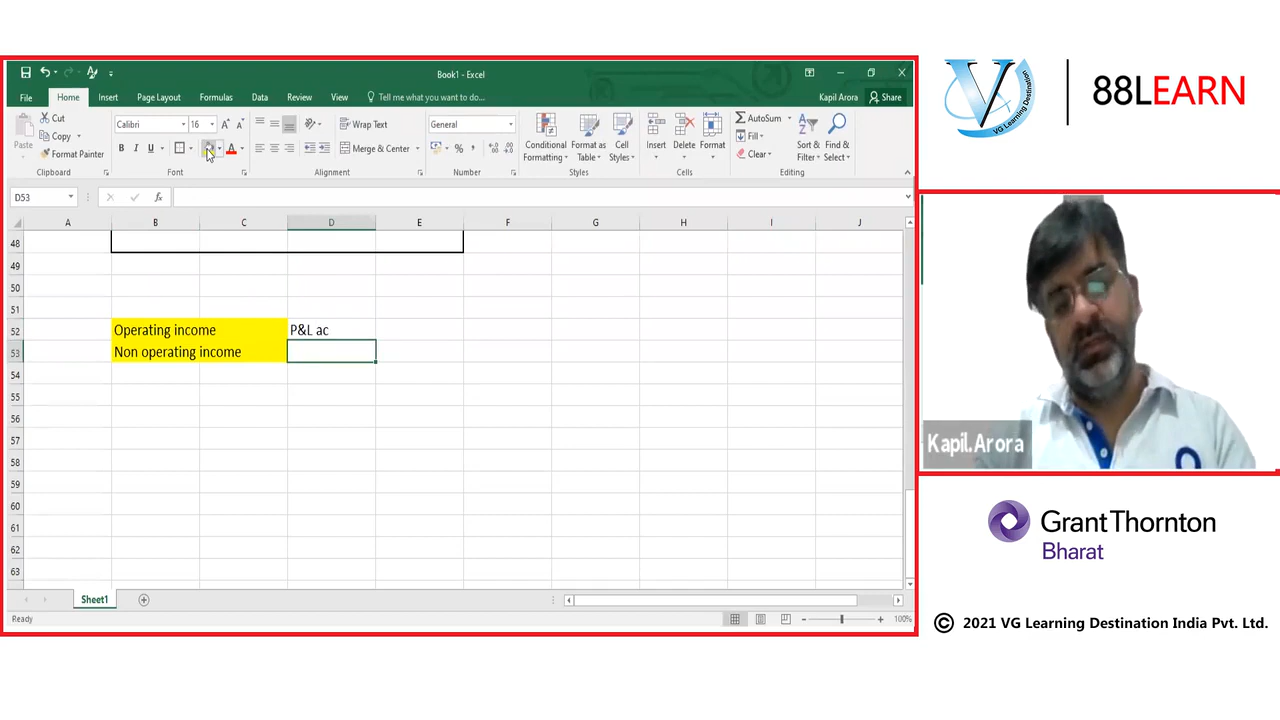 Book1 - Excel
File Home Insert Page Layout Formulas Data Review View Tell me what you want to do... Kapil Arora Share
Paste
Cut
Copy
Format Painter
Clipboard
Calibri 16
B I U
Font
Wrap Text
Merge & Center
Alignment
General
Number
Conditional Formatting
Format as Table
Cell Styles
Styles
Insert Delete Format
Cells
AutoSum
Fill
Clear
Sort & Filter
Find & Select
Editing
D53 fx
A B C D E F G H I J
48
49
50
51
52 Operating income P&L ac
53 Non operating income
54
55
56
57
58
59
60
61
62
63
Sheet1
Ready 100%
V
VG Learning Destination
88LEARN
Kapil.Arora
Grant Thornton
Bharat
© 2021 VG Learning Destination India Pvt. Ltd.